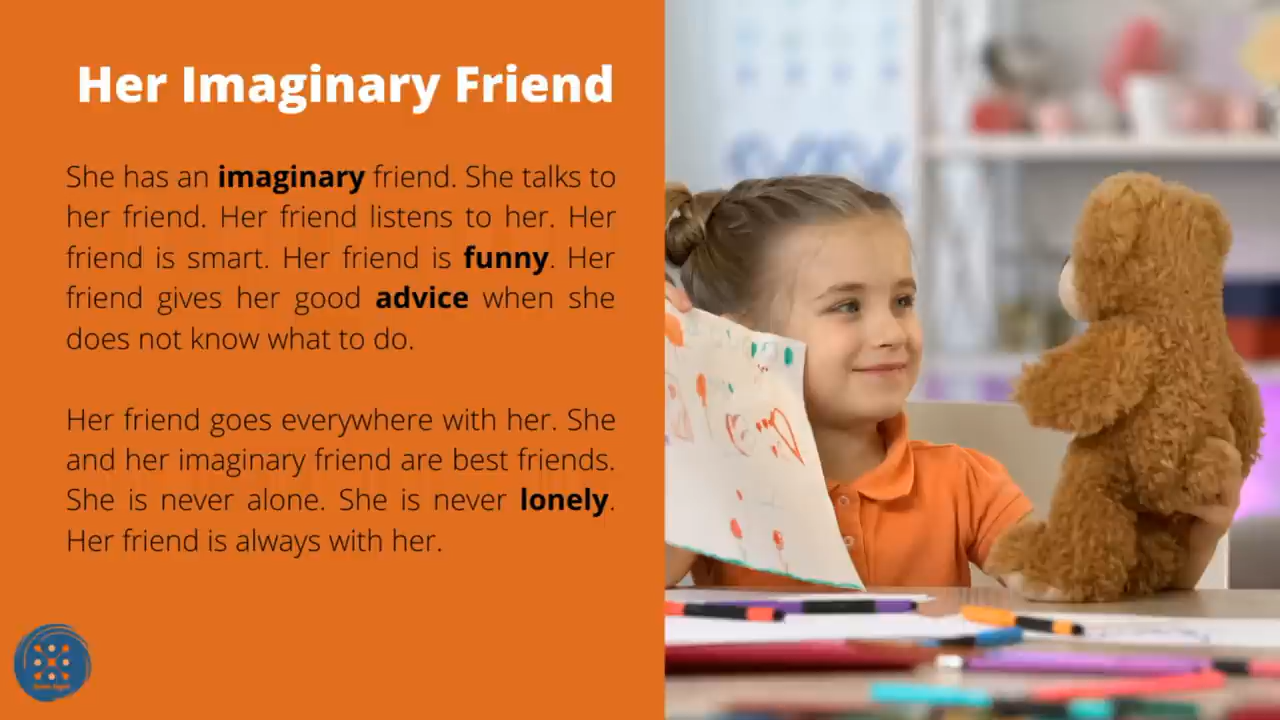 Her Imaginary Friend
She has an imaginary friend. She talks to
her friend. Her friend listens to her. Her
friend is smart. Her friend is funny. Her
friend gives her good advice when she
does not know what to do.
Her friend goes everywhere with her. She
and her imaginary friend are best friends.
She is never alone. She is never lonely.
Her friend is always with her.